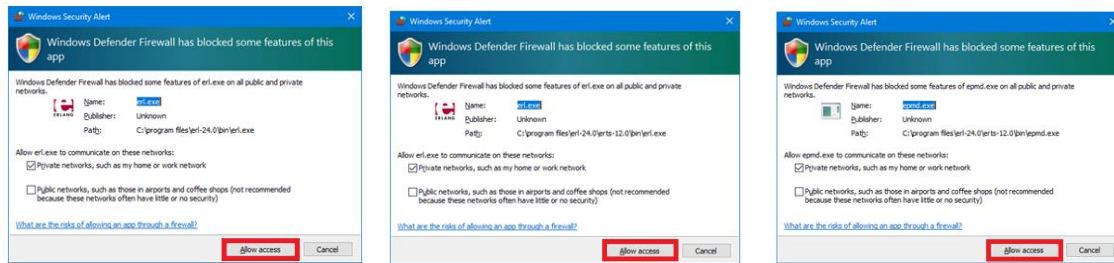 Windows Security Alert
Windows Defender Firewall has blocked some features of this
app
Windows Defender Firewall has blocked some features of erl.exe on all public and private
networks.
ERLANG
Name: erl.exe
Publisher: Unknown
Path: C:\program files\erl-24.0\bin\erl.exe
Allow erl.exe to communicate on these networks:
Private networks, such as my home or work network
Public networks, such as those in airports and coffee shops (not recommended
because these networks often have little or no security)
What are the risks of allowing an app through a firewall?
Allow access Cancel
Windows Security Alert
Windows Defender Firewall has blocked some features of this
app
Windows Defender Firewall has blocked some features of erl.exe on all public and private
networks.
ERLANG
Name: erl.exe
Publisher: Unknown
Path: C:\program files\erl-24.0\erts-12.0\bin\erl.exe
Allow erl.exe to communicate on these networks:
Private networks, such as my home or work network
Public networks, such as those in airports and coffee shops (not recommended
because these networks often have little or no security)
What are the risks of allowing an app through a firewall?
Allow access Cancel
Windows Security Alert
Windows Defender Firewall has blocked some features of this
app
Windows Defender Firewall has blocked some features of epmd.exe on all public and private
networks.
Name: epmd.exe
Publisher: Unknown
Path: C:\program files\erl-24.0\erts-12.0\bin\epmd.exe
Allow epmd.exe to communicate on these networks:
Private networks, such as my home or work network
Public networks, such as those in airports and coffee shops (not recommended
because these networks often have little or no security)
What are the risks of allowing an app through a firewall?
Allow access Cancel